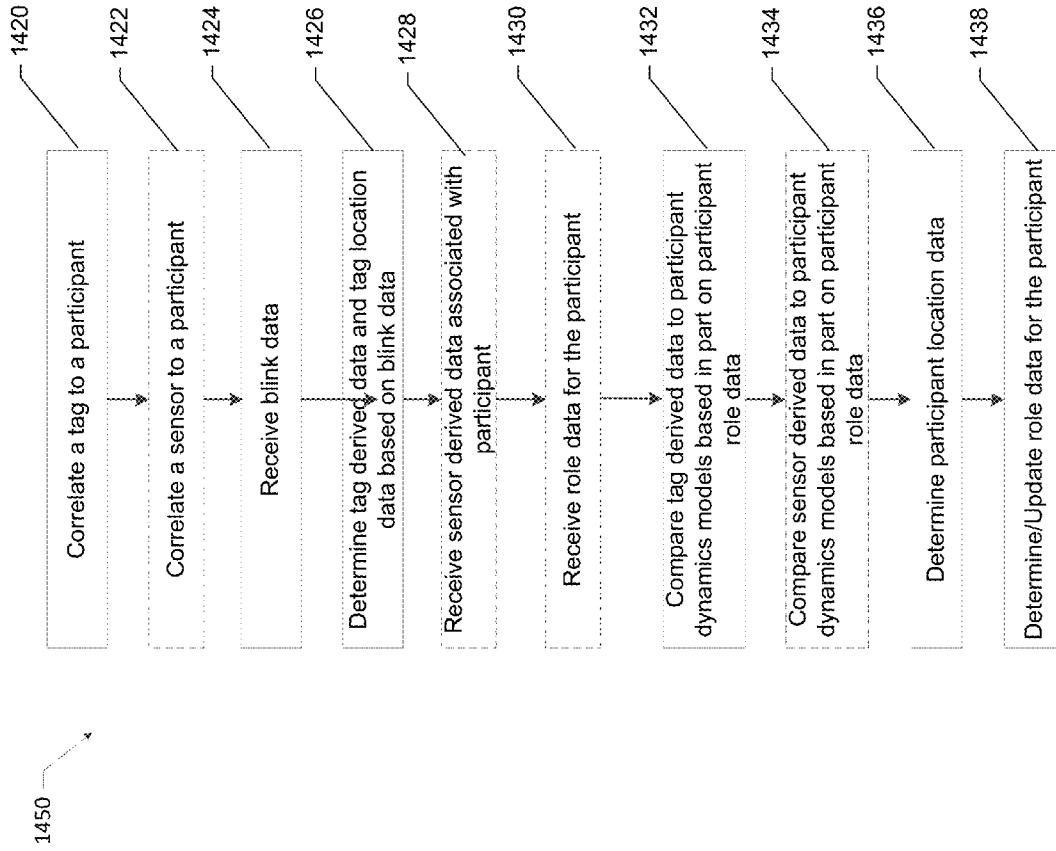 1450
Correlate a tag to a participant
1420
Correlate a sensor to a participant
1422
Receive blink data
1424
Determine tag derived data and tag location
data based on blink data
1426
Receive sensor derived data associated with
participant
1428
Receive role data for the participant
1430
Compare tag derived data to participant
dynamics models based in part on participant
role data
1432
Compare sensor derived data to participant
dynamics models based in part on participant
role data
1434
Determine participant location data
1436
Determine/Update role data for the participant
1438